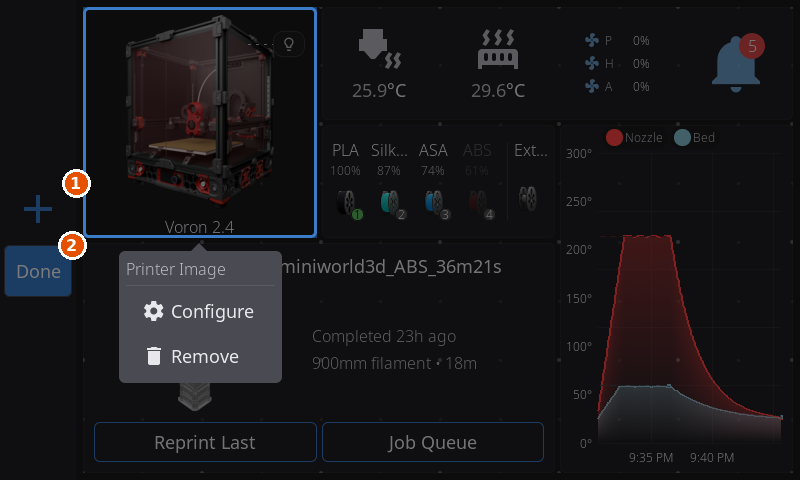 1
2
Done
Voron 2.4
Printer Image
Configure
Remove
25.9°C
29.6°C
P 0%
H 0%
A 0%
5
PLA Silk... ASA ABS Ext...
100% 87% 74% 61%
1 2 3 4
miniworld3d_ABS_36m21s
Completed 23h ago
900mm filament • 18m
Reprint Last
Job Queue
Nozzle Bed
300°
250°
200°
150°
100°
50°
0°
9:35 PM 9:40 PM